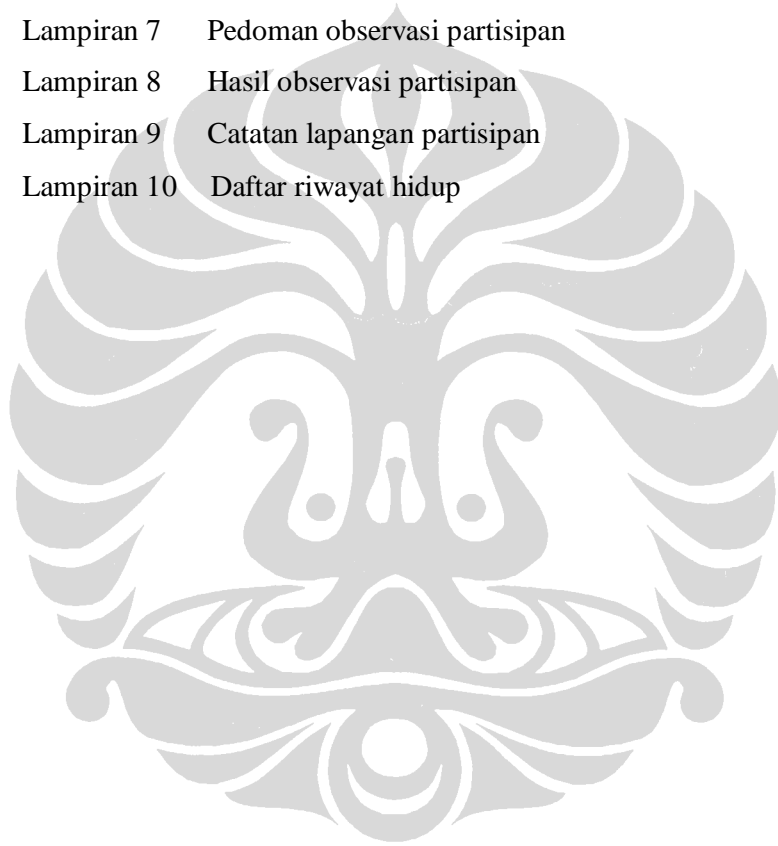 Lampiran 7 Pedoman observasi partisipan
Lampiran 8 Hasil observasi partisipan
Lampiran 9 Catatan lapangan partisipan
Lampiran 10 Daftar riwayat hidup